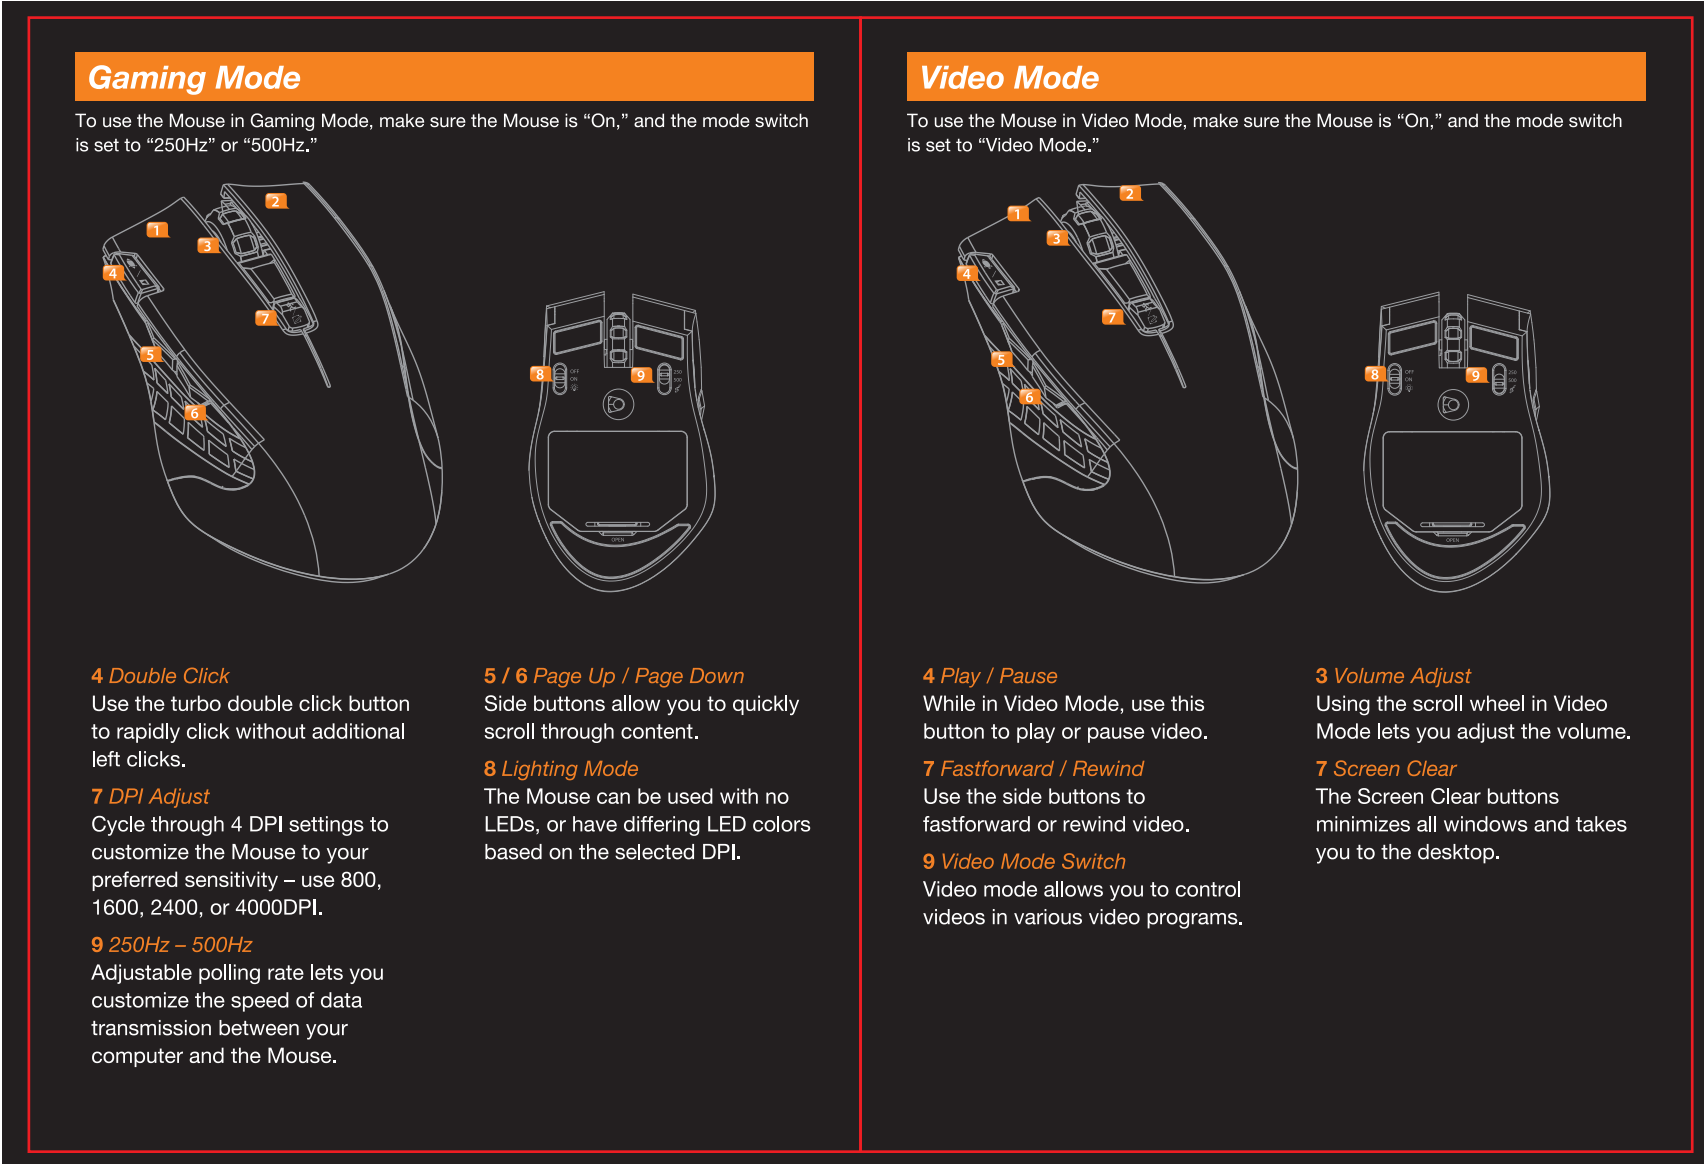 Gaming Mode
To use the Mouse in Gaming Mode, make sure the Mouse is “On,” and the mode switch
is set to “250Hz” or “500Hz.”
1
2
3
4
5
6
7
8
OFF
ON
9
250
500
OPEN
4 Double Click
Use the turbo double click button
to rapidly click without additional
left clicks.
7 DPI Adjust
Cycle through 4 DPI settings to
customize the Mouse to your
preferred sensitivity – use 800,
1600, 2400, or 4000DPI.
9 250Hz – 500Hz
Adjustable polling rate lets you
customize the speed of data
transmission between your
computer and the Mouse.
5 / 6 Page Up / Page Down
Side buttons allow you to quickly
scroll through content.
8 Lighting Mode
The Mouse can be used with no
LEDs, or have differing LED colors
based on the selected DPI.
Video Mode
To use the Mouse in Video Mode, make sure the Mouse is “On,” and the mode switch
is set to “Video Mode.”
1
2
3
4
5
6
7
8
OFF
ON
9
250
500
OPEN
4 Play / Pause
While in Video Mode, use this
button to play or pause video.
7 Fastforward / Rewind
Use the side buttons to
fastforward or rewind video.
9 Video Mode Switch
Video mode allows you to control
videos in various video programs.
3 Volume Adjust
Using the scroll wheel in Video
Mode lets you adjust the volume.
7 Screen Clear
The Screen Clear buttons
minimizes all windows and takes
you to the desktop.